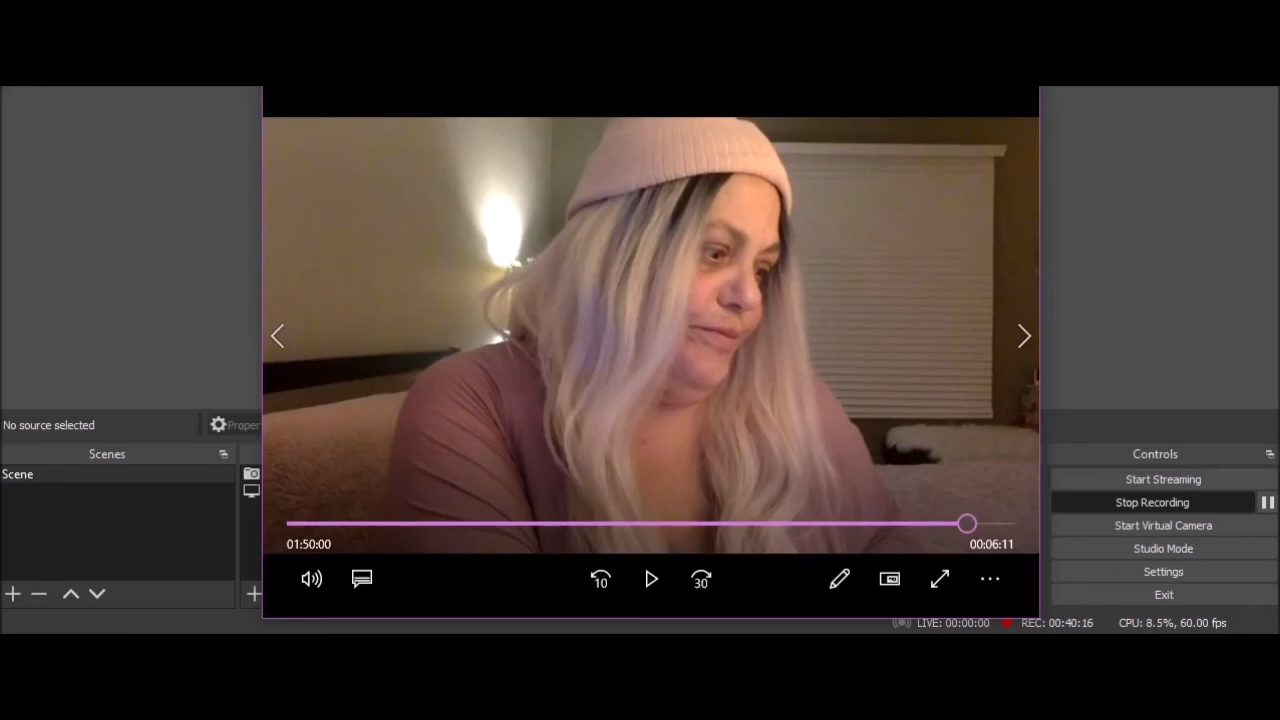 No source selected
Proper
Scenes
Scene
01:50:00
00:06:11
10
30
Controls
Start Streaming
Stop Recording
Start Virtual Camera
Studio Mode
Settings
Exit
LIVE: 00:00:00
REC: 00:40:16
CPU: 8.5%, 60.00 fps